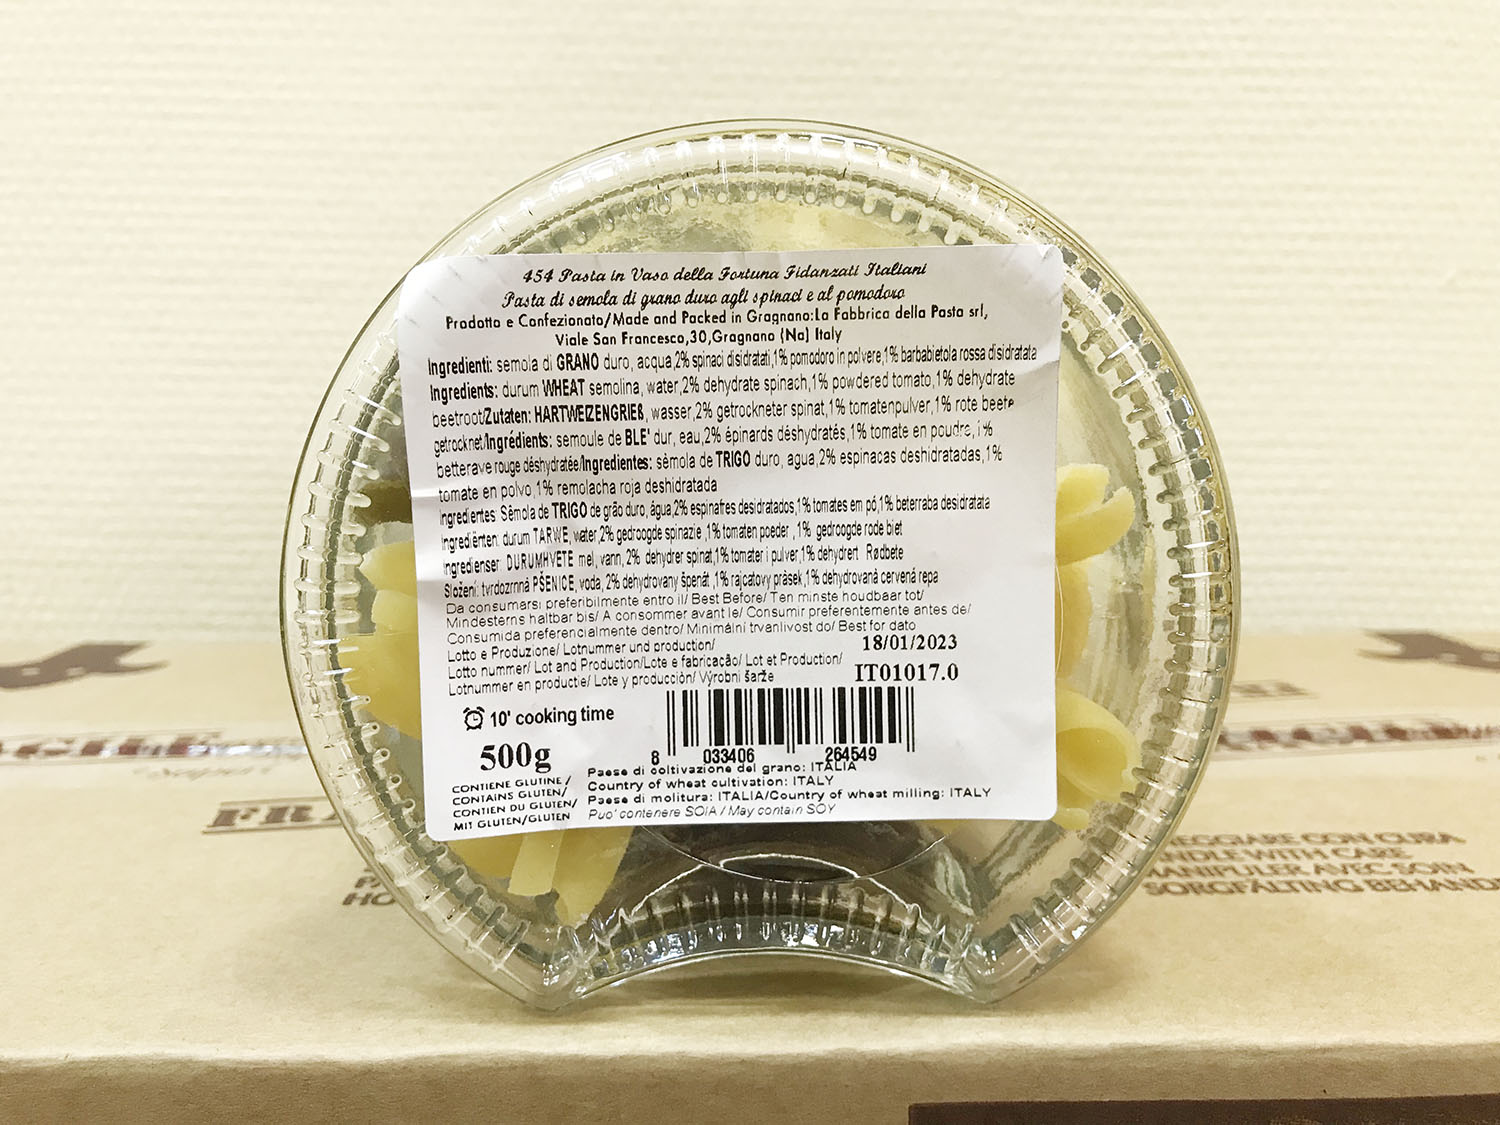 454 Pasta in Vaso della Fortuna Fidanzati Italiani
Pasta di semola di grano duro agli spinaci e al pomodoro
Prodotto e Confezionato/Made and Packed in Gragnano:La Fabbrica della Pasta srl,
Viale San Francesco,30,Gragnano (Na) Italy
Ingredienti: semola di GRANO duro, acqua,2% spinaci disidratati,1% pomodoro in polvere,1% barbabietola rossa disidratata
Ingredients: durum WHEAT semolina, water,2% dehydrate spinach,1% powdered tomato,1% dehydrate
beetroot/Zutaten: HARTWEIZENGRIEß, wasser,2% getrockneter spinat,1% tomatenpulver,1% rote beete
getrocknet/Ingrédients: semoule de BLE' dur, eau,2% épinards déshydratés,1% tomate en poudre,1%
betterave rouge déshydratée/Ingredientes: sèmola de TRIGO duro, agua,2% espinacas deshidratadas,1%
tomate en polvo,1% remolacha roja deshidratada
Ingredientes: Sêmola de TRIGO de grão duro, água,2% espinafres desidratados,1% tomates em pó,1% beterraba desidratata
Ingrediënten: durum TARWE, water,2% gedroogde spinazie ,1% tomaten poeder ,1% gedroogde rode biet
Ingredienser: DURUMHVETE mel, vann, 2% dehydrer spinat,1% tomater i pulver,1% dehydrert Rødbete
Složení: tvrdozrnná PŠENICE, voda, 2% dehydrovany špenát ,1% rajcatovy pràsek,1% dehydrovanà cervená repa
Da consumarsi preferibilmente entro il/ Best Before/ Ten minste houdbaar tot/
Mindesterns haltbar bis/ A consommer avant le/ Consumir preferentemente antes de/
Consumida preferencialmente dentro/ Minimální trvanlivost do/ Best for dato
Lotto e Produzione/ Lotnummer und production/ 18/01/2023
Lotto nummer/ Lot and Production/Lote e fabricacão/ Lot et Production/
Lotnummer en productie/ Lote y producciòn/ Výrobni šarže IT01017.0
10' cooking time
500g
8 033406 264549
CONTIENE GLUTINE /
CONTAINS GLUTEN/
CONTIEN DU GLUTEN/
MIT GLUTEN/GLUTEN
Paese di coltivazione del grano: ITALIA
Country of wheat cultivation: ITALY
Paese di molitura: ITALIA/Country of wheat milling: ITALY
Puo' contenere SOIA / May contain SOY
CON CURA
WITH CARE
MANIPULER AVEC SOIN
SORGFÄLTING